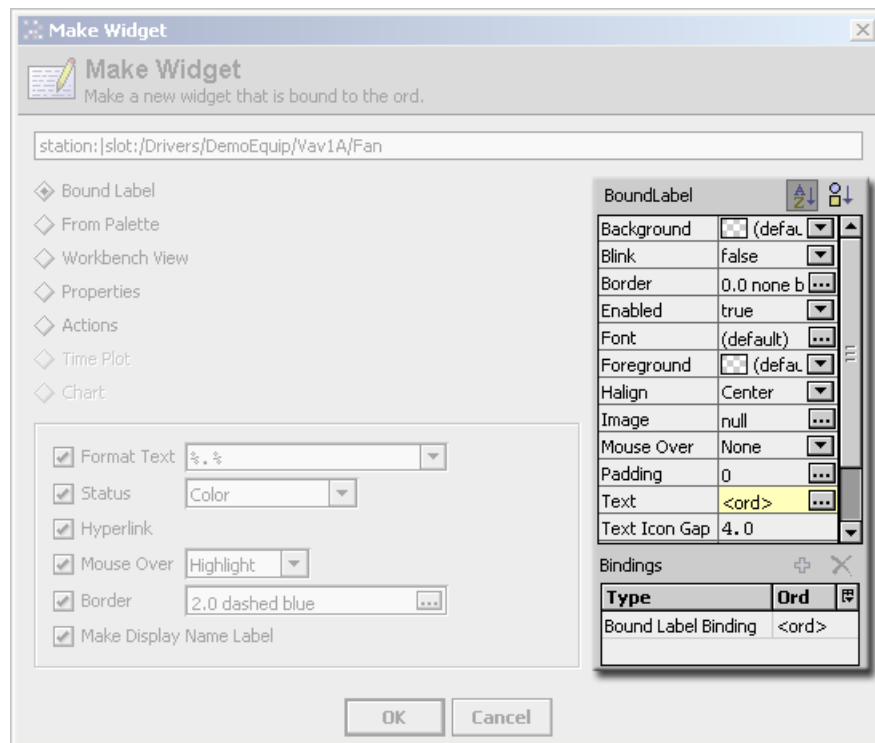 Make Widget
Make Widget
Make a new widget that is bound to the ord.
station:|slot:/Drivers/DemoEquip/Vav1A/Fan
Bound Label
From Palette
Workbench View
Properties
Actions
Time Plot
Chart
Format Text %.%
Status Color
Hyperlink
Mouse Over Highlight
Border 2.0 dashed blue ...
Make Display Name Label
BoundLabel
Background (defau
Blink false
Border 0.0 none b ...
Enabled true
Font (default) ...
Foreground (defau
Halign Center
Image null ...
Mouse Over None
Padding 0 ...
Text <ord> ...
Text Icon Gap 4.0
Bindings
Type Ord
Bound Label Binding <ord>
OK Cancel